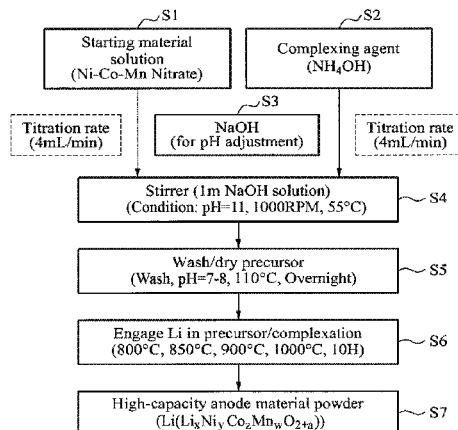 S1
Starting material
solution
(Ni-Co-Mn Nitrate)
S2
Complexing agent
(NH4OH)
S3
NaOH
(for pH adjustment)
Titration rate
(4mL/min)
Titration rate
(4mL/min)
Stirrer (1m NaOH solution)
(Condition: pH=11, 1000RPM, 55°C)
S4
Wash/dry precursor
(Wash, pH=7-8, 110°C, Overnight)
S5
Engage Li in precursor/complexation
(800°C, 850°C, 900°C, 1000°C, 10H)
S6
High-capacity anode material powder
(Li(LixNiyCozMnwO2+a))
S7